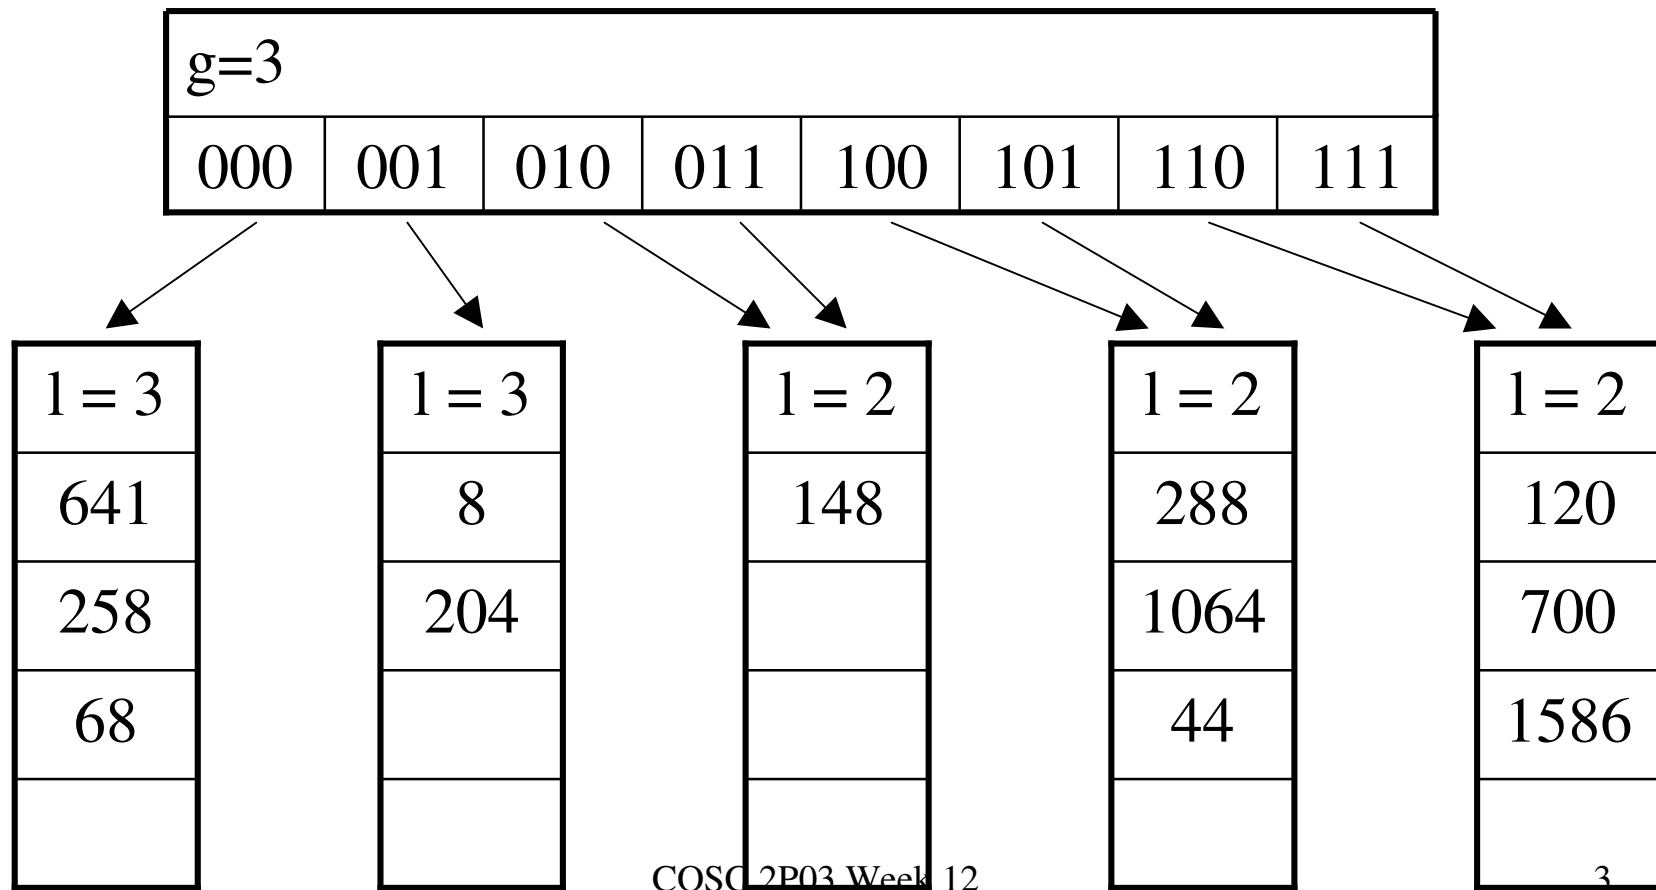 g=3
000 001 010 011 100 101 110 111
l = 3 l = 3 l = 2 l = 2 l = 2
641 8 148 288 120
258 204 1064 700
68 44 1586
COSC 2P03 Week 12 3